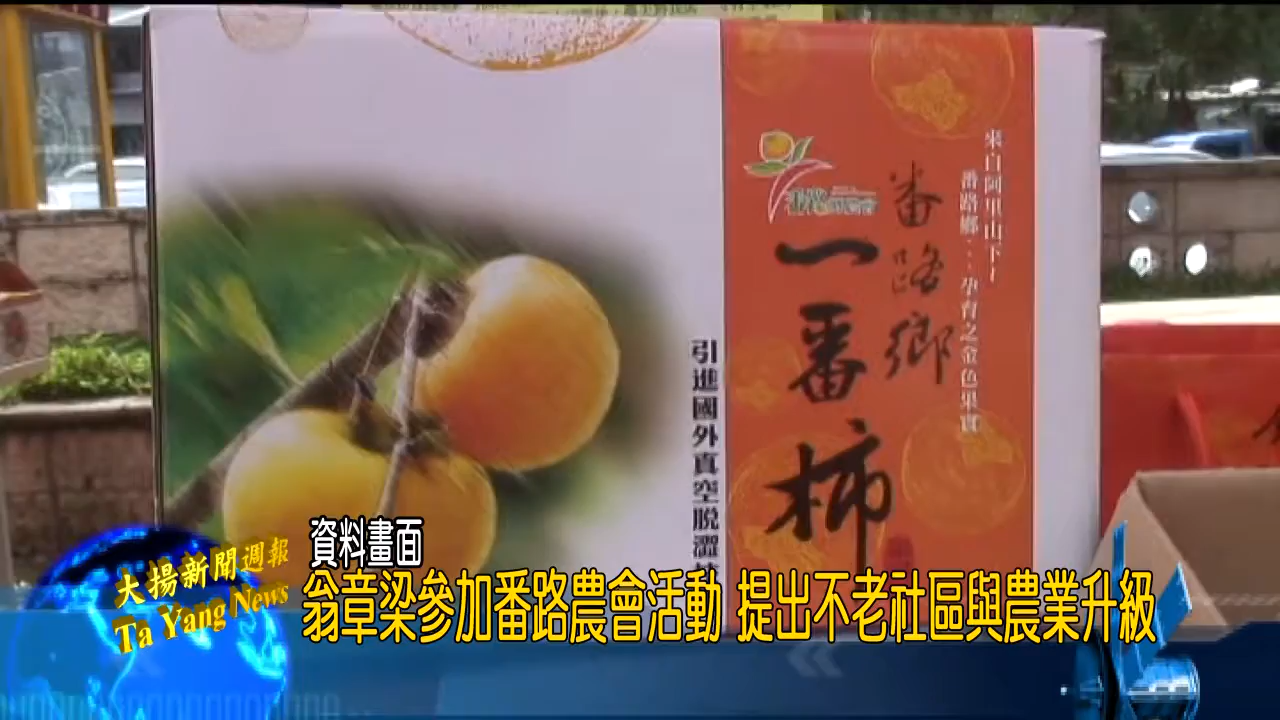 來自阿里山下~
番路鄉…孕育之金色果實
番路鄉
一番柿
引進國外真空脫澀
資料畫面
大揚新聞週報
Ta Yang News
翁章梁參加番路農會活動 提出不老社區與農業升級